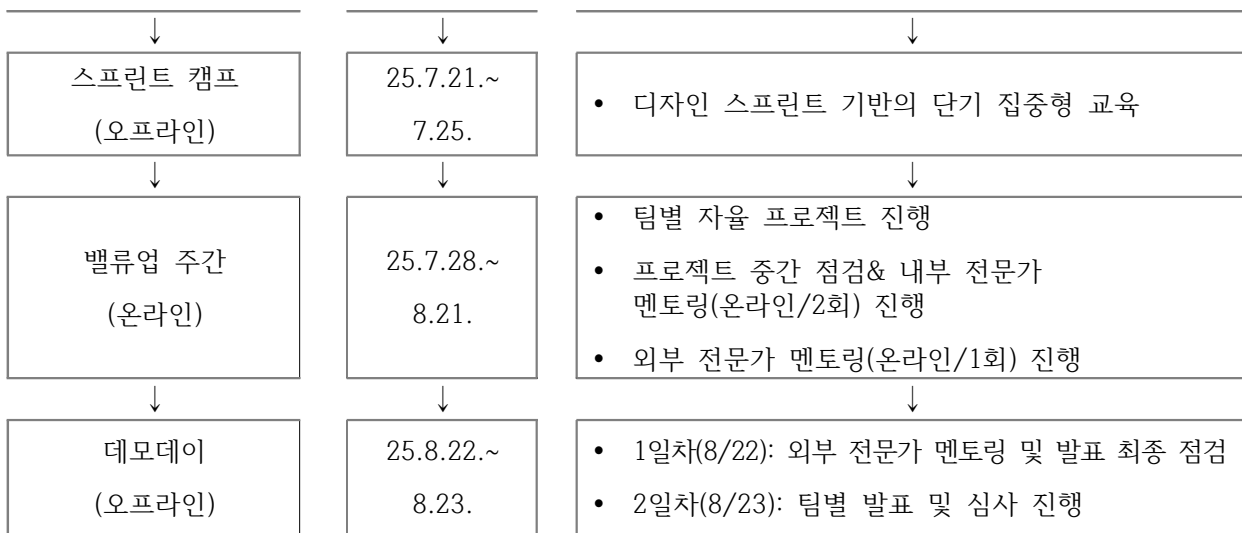 ↓ ↓ ↓
스프린트 캠프
(오프라인)
25.7.21.~
7.25.
• 디자인 스프린트 기반의 단기 집중형 교육
↓ ↓ ↓
밸류업 주간
(온라인)
25.7.28.~
8.21.
• 팀별 자율 프로젝트 진행
• 프로젝트 중간 점검& 내부 전문가
멘토링(온라인/2회) 진행
• 외부 전문가 멘토링(온라인/1회) 진행
↓ ↓ ↓
데모데이
(오프라인)
25.8.22.~
8.23.
• 1일차(8/22): 외부 전문가 멘토링 및 발표 최종 점검
• 2일차(8/23): 팀별 발표 및 심사 진행